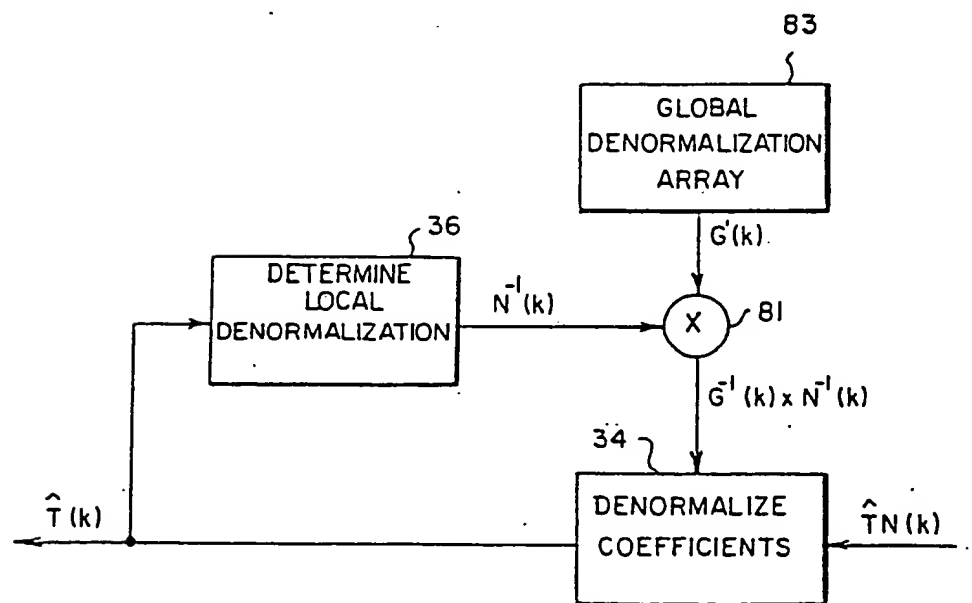 83
GLOBAL
DENORMALIZATION
ARRAY
G'(k)
36
DETERMINE
LOCAL
DENORMALIZATION
N⁻¹(k)
X
81
G⁻¹(k) x N⁻¹(k)
34
DENORMALIZE
COEFFICIENTS
T̂(k)
T̂N(k)